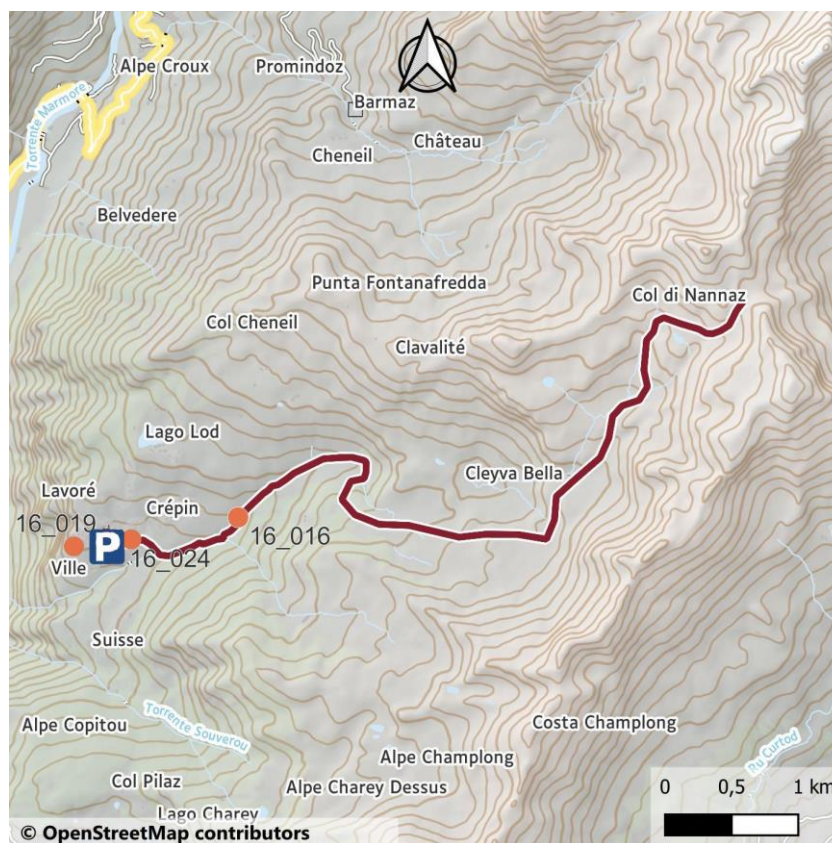 Alpe Croux
Promindoz
Torrente Marmore
Barmaz
Château
Cheneil
Belvedere
Punta Fontanafredda
Col di Nannaz
Col Cheneil
Clavalité
Lago Lod
Cleyva Bella
Lavoré
Crépin
16_019
P
16_024
16_016
Ville
Suisse
Torrente Souverou
Alpe Copitou
Costa Champlong
Ru Curtod
Alpe Champlong
Col Pilaz
Alpe Charey Dessus
Lago Charey
0 0,5 1 km
© OpenStreetMap contributors